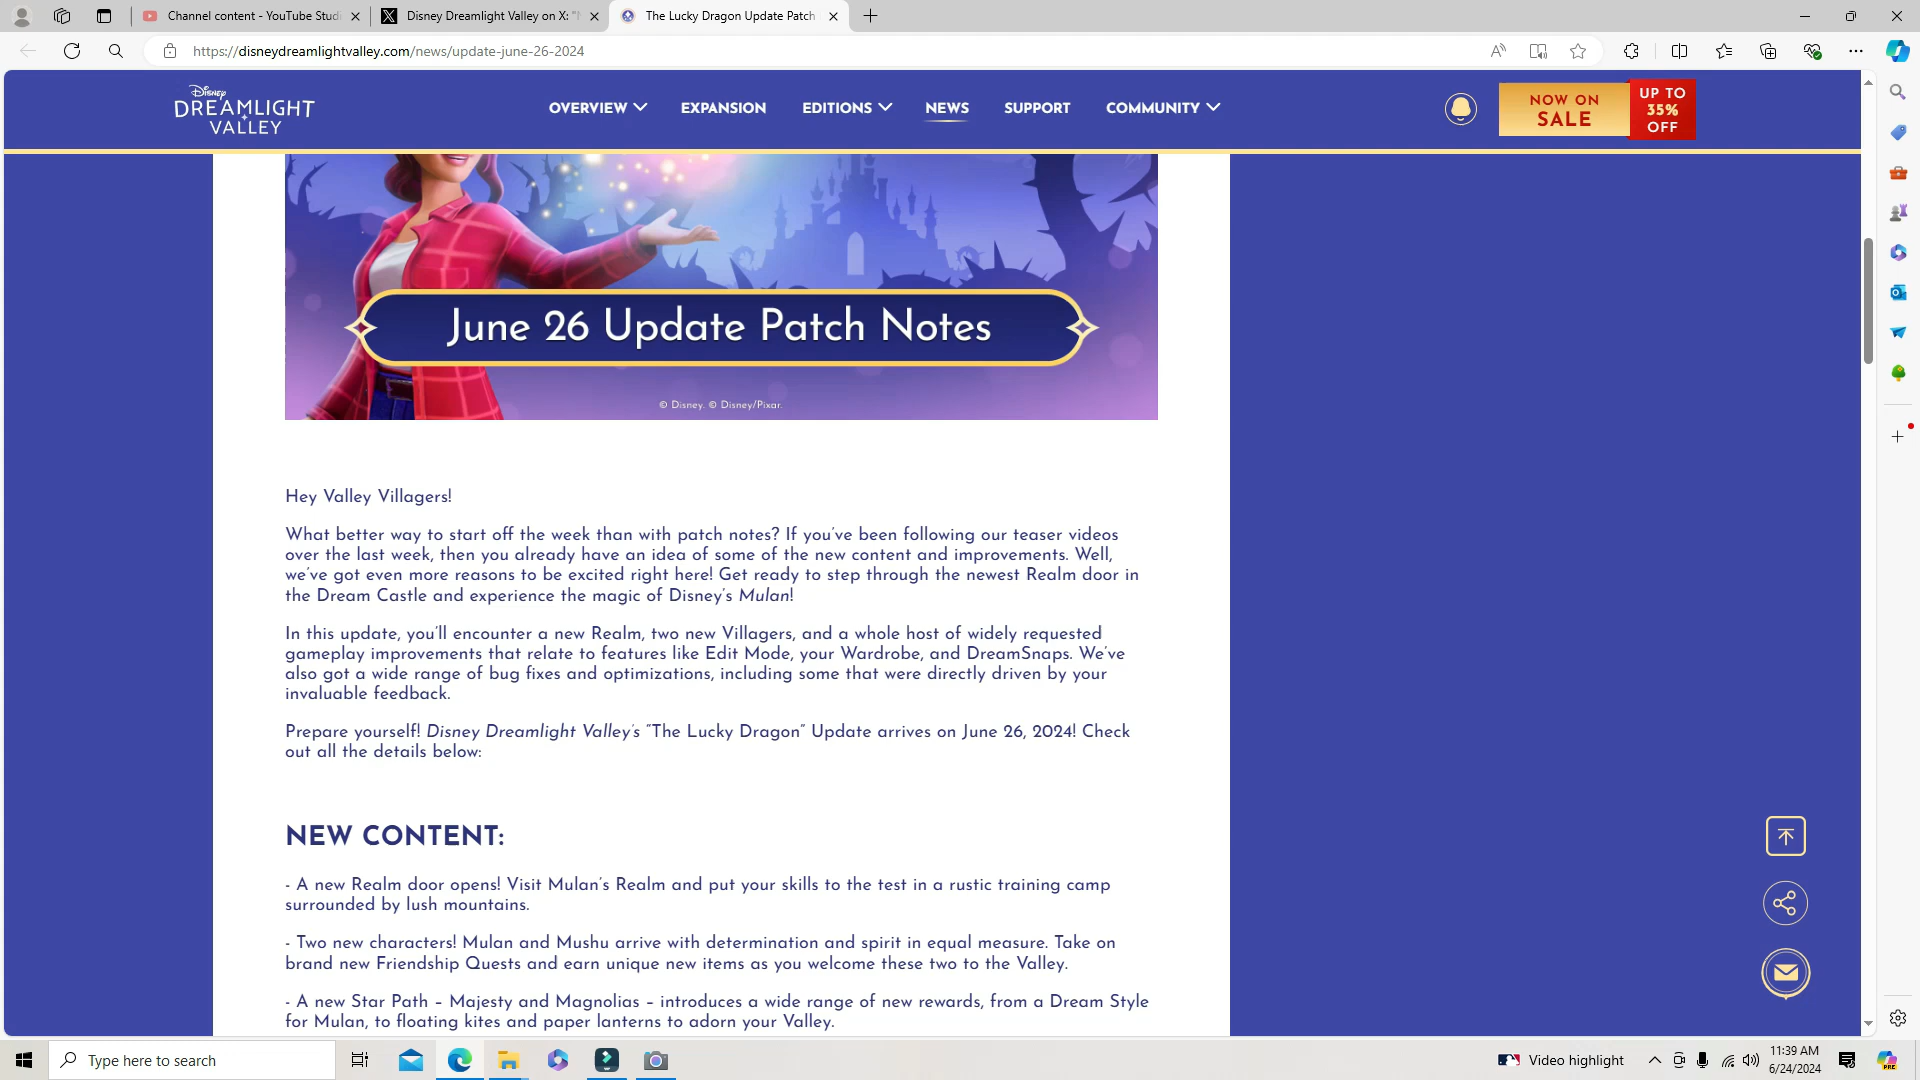 Channel content - YouTube Studi
Disney Dreamlight Valley on X: "
The Lucky Dragon Update Patch
https://disneydreamlightvalley.com/news/update-june-26-2024
Disney
DREAMLIGHT
VALLEY
OVERVIEW
EXPANSION
EDITIONS
NEWS
SUPPORT
COMMUNITY
NOW ON
SALE
UP TO
35%
OFF
June 26 Update Patch Notes
© Disney. © Disney/Pixar.
Hey Valley Villagers!
What better way to start off the week than with patch notes? If you've been following our teaser videos
over the last week, then you already have an idea of some of the new content and improvements. Well,
we've got even more reasons to be excited right here! Get ready to step through the newest Realm door in
the Dream Castle and experience the magic of Disney's Mulan!
In this update, you'll encounter a new Realm, two new Villagers, and a whole host of widely requested
gameplay improvements that relate to features like Edit Mode, your Wardrobe, and DreamSnaps. We've
also got a wide range of bug fixes and optimizations, including some that were directly driven by your
invaluable feedback.
Prepare yourself! Disney Dreamlight Valley's "The Lucky Dragon" Update arrives on June 26, 2024! Check
out all the details below:
NEW CONTENT:
- A new Realm door opens! Visit Mulan's Realm and put your skills to the test in a rustic training camp
surrounded by lush mountains.
- Two new characters! Mulan and Mushu arrive with determination and spirit in equal measure. Take on
brand new Friendship Quests and earn unique new items as you welcome these two to the Valley.
- A new Star Path – Majesty and Magnolias – introduces a wide range of new rewards, from a Dream Style
for Mulan, to floating kites and paper lanterns to adorn your Valley.
Type here to search
Video highlight
11:39 AM
6/24/2024